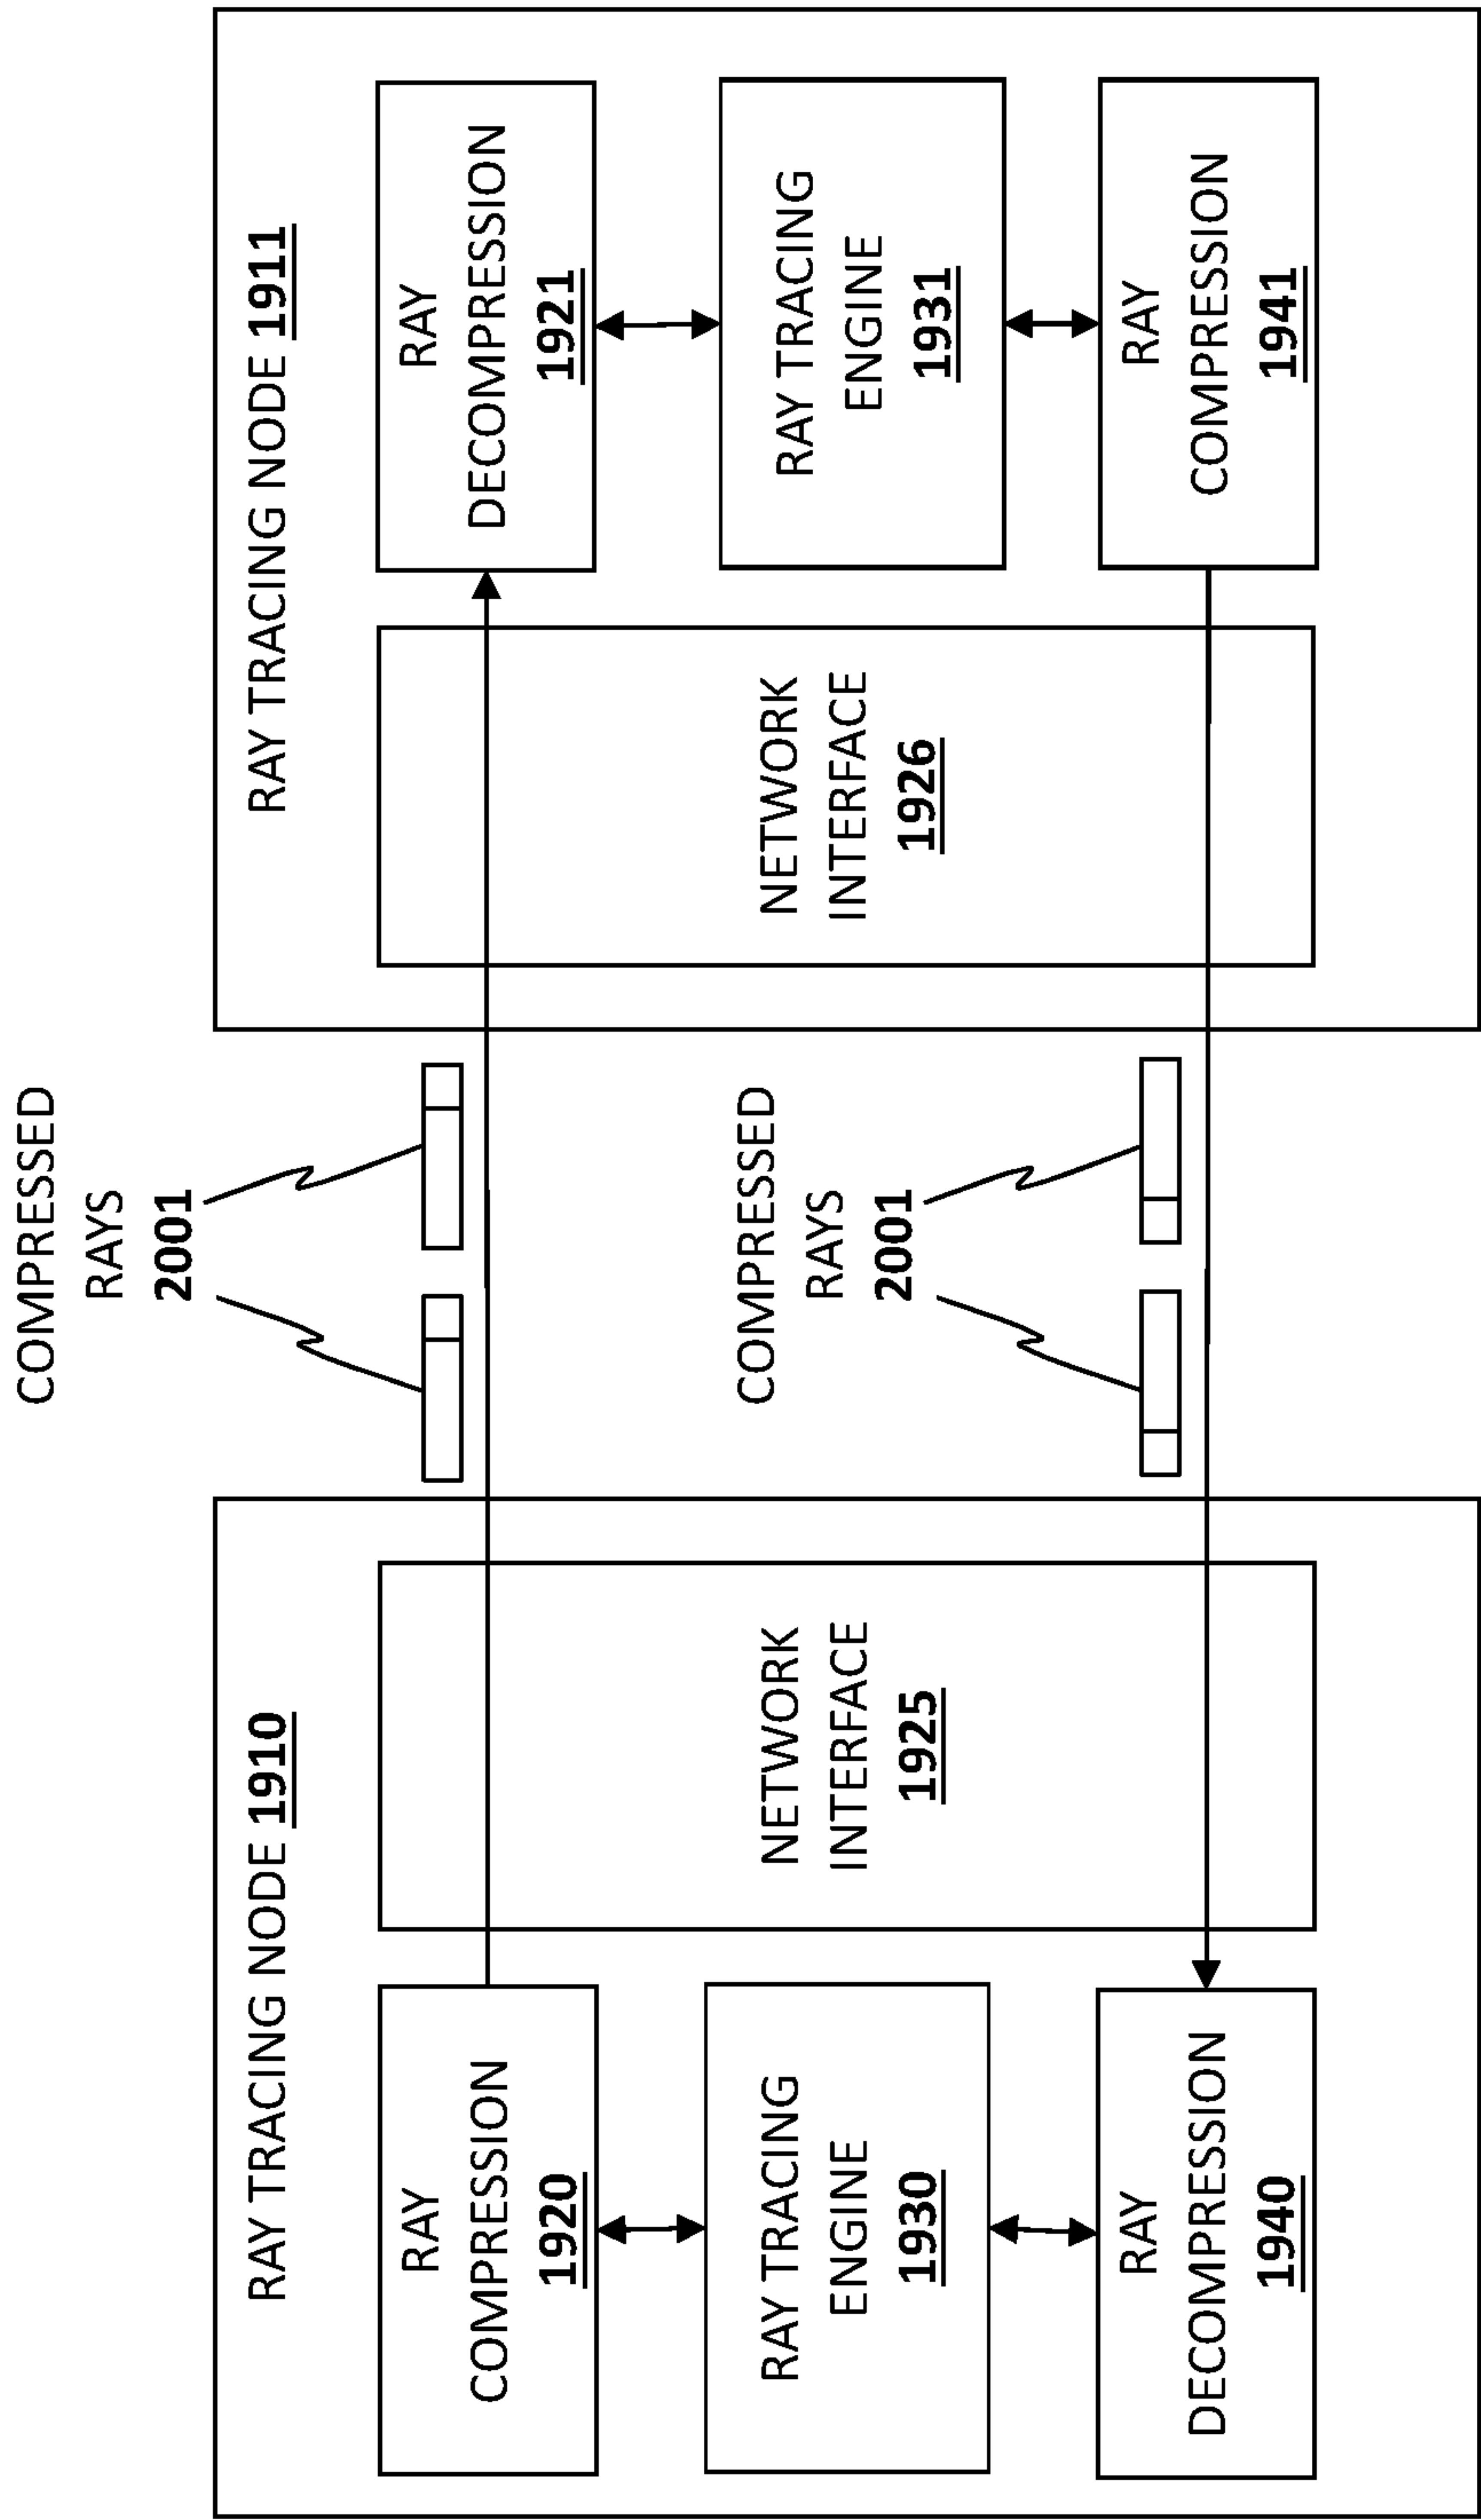 COMPRESSED
RAYS
2001
COMPRESSED
RAYS
2001
RAY TRACING NODE 1910
RAY
COMPRESSION
1920
RAY TRACING
ENGINE
1930
RAY
DECOMPRESSION
1940
NETWORK
INTERFACE
1925
RAY TRACING NODE 1911
NETWORK
INTERFACE
1926
RAY
DECOMPRESSION
1921
RAY TRACING
ENGINE
1931
RAY
COMPRESSION
1941